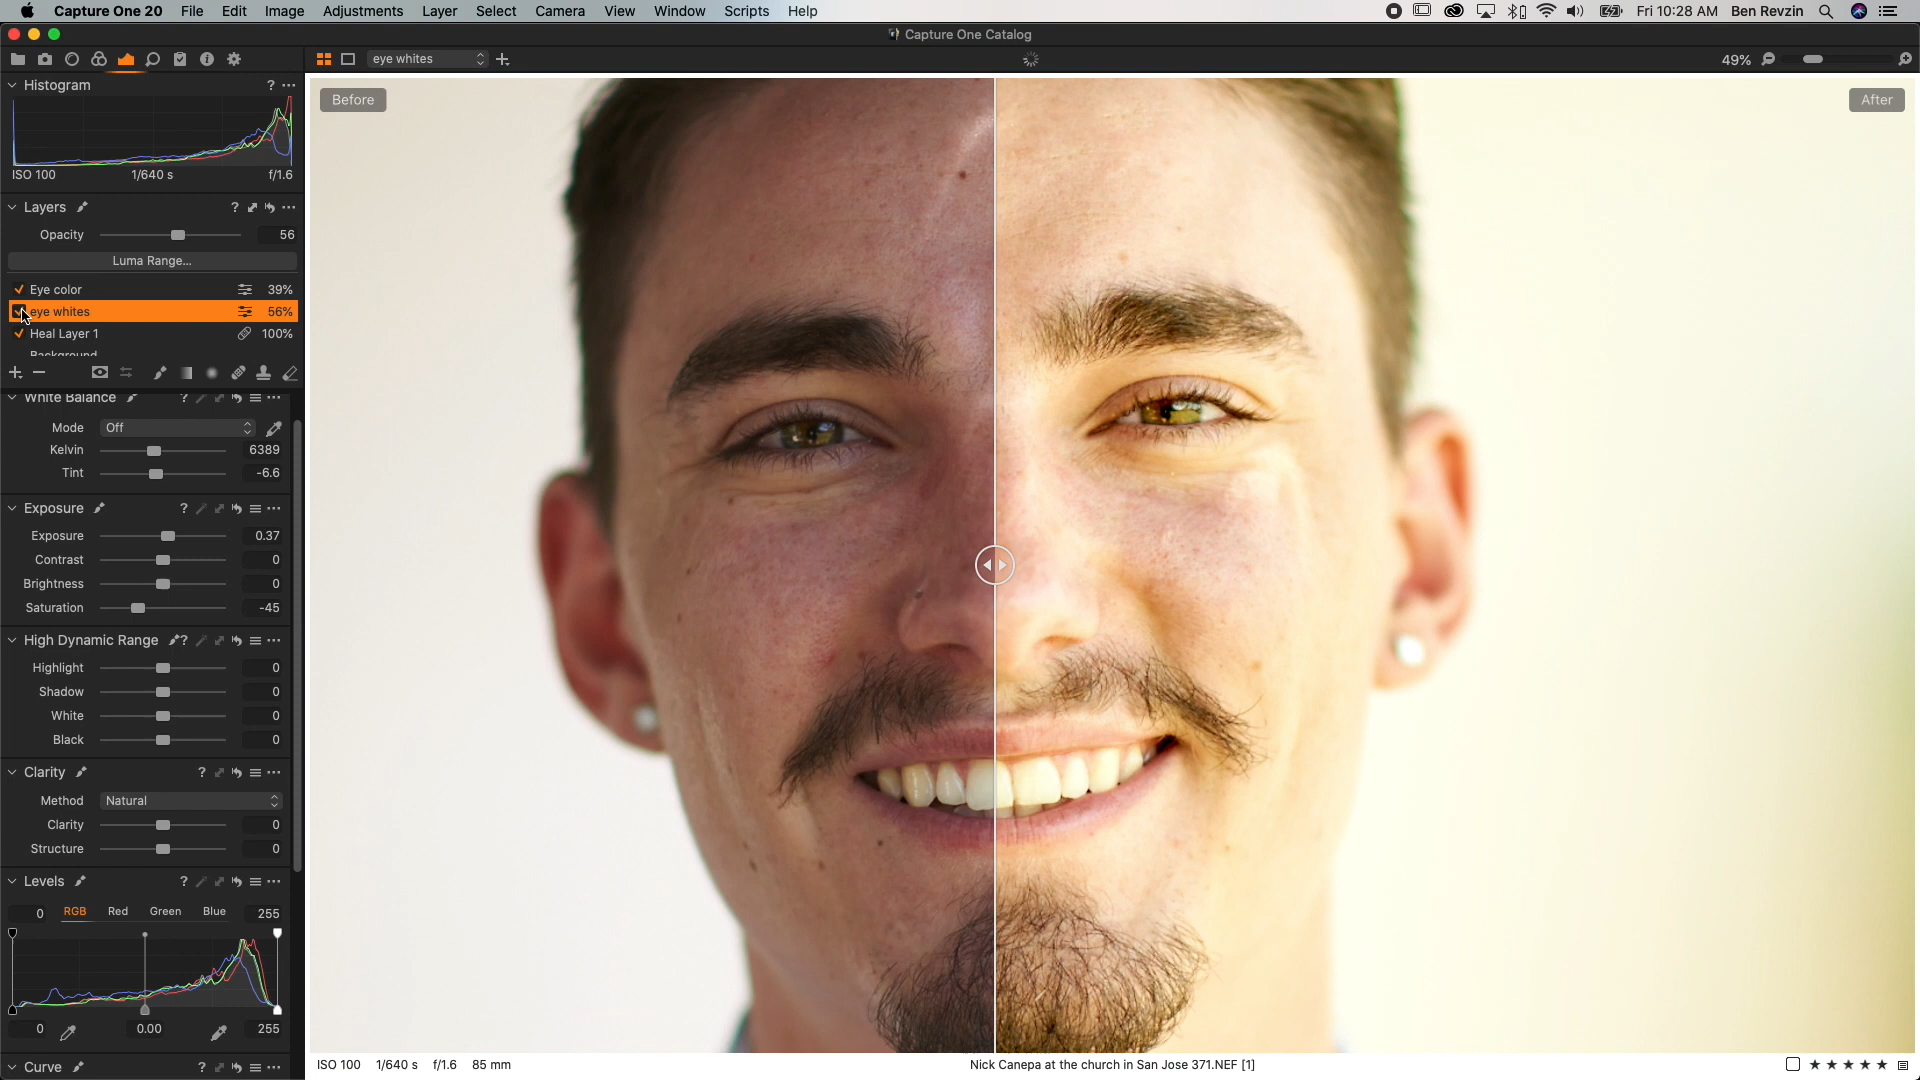 Capture One 20 File Edit Image Adjustments Layer Select Camera View Window Scripts Help Fri 10:28 AM Ben Revzin
Capture One Catalog
eye whites 49%
Histogram ?
ISO 100 1/640 s f/1.6
Layers ?
Opacity 56
Luma Range...
Eye color 39%
eye whites 56%
Heal Layer 1 100%
Background
White Balance ?
Mode Off
Kelvin 6389
Tint -6.6
Exposure ?
Exposure 0.37
Contrast 0
Brightness 0
Saturation -45
High Dynamic Range ?
Highlight 0
Shadow 0
White 0
Black 0
Clarity ?
Method Natural
Clarity 0
Structure 0
Levels ?
0 RGB Red Green Blue 255
0 0.00 255
Curve ?
Before
After
ISO 100 1/640 s f/1.6 85 mm
Nick Canepa at the church in San Jose 371.NEF [1]